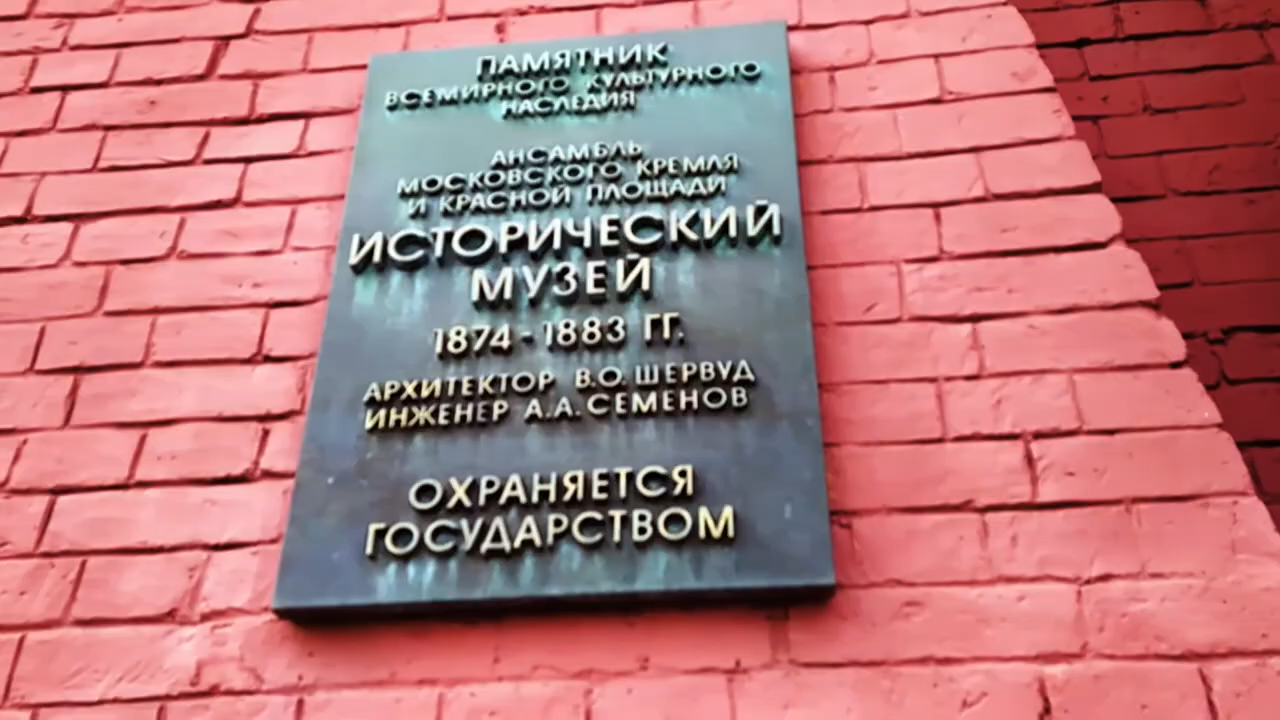 ПАМЯТНИК
ВСЕМИРНОГО КУЛЬТУРНОГО
НАСЛЕДИЯ
АНСАМБЛЬ
МОСКОВСКОГО КРЕМЛЯ
И КРАСНОЙ ПЛОЩАДИ
ИСТОРИЧЕСКИЙ
МУЗЕЙ
1874-1883 ГГ.
АРХИТЕКТОР В.О.ШЕРВУД
ИНЖЕНЕР А.А.СЕМЕНОВ
ОХРАНЯЕТСЯ
ГОСУДАРСТВОМ